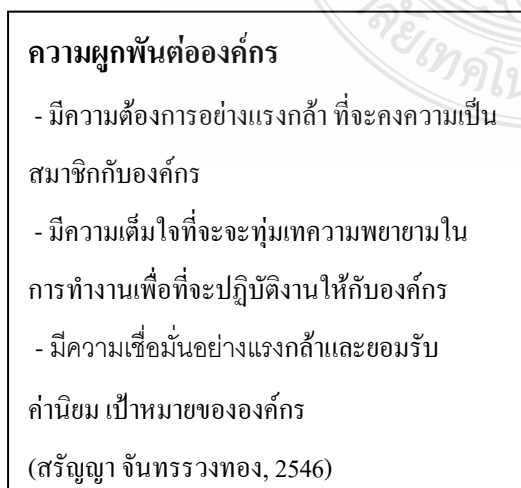 ลัยเทคโน
ความผูกพันต่อองค์กร
- มีความต้องการอย่างแรงกล้า ที่จะคงความเป็น
สมาชิกกับองค์กร
- มีความเต็มใจที่จะจะทุ่มเทความพยายามใน
การทำงานเพื่อที่จะปฏิบัติงานให้กับองค์กร
- มีความเชื่อมั่นอย่างแรงกล้าและยอมรับ
ค่านิยม เป้าหมายขององค์กร
(สรัญญา จันทรรวงทอง, 2546)